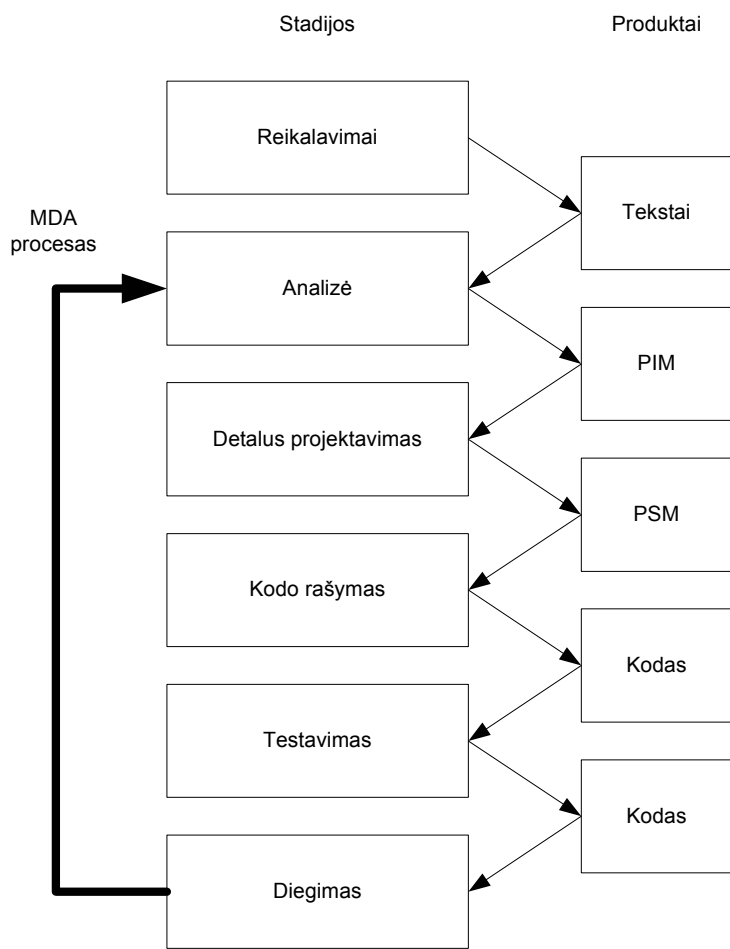 Stadijos
Produktai
Reikalavimai
Tekstai
MDA
procesas
Analizė
PIM
Detalus projektavimas
PSM
Kodo rašymas
Kodas
Testavimas
Kodas
Diegimas